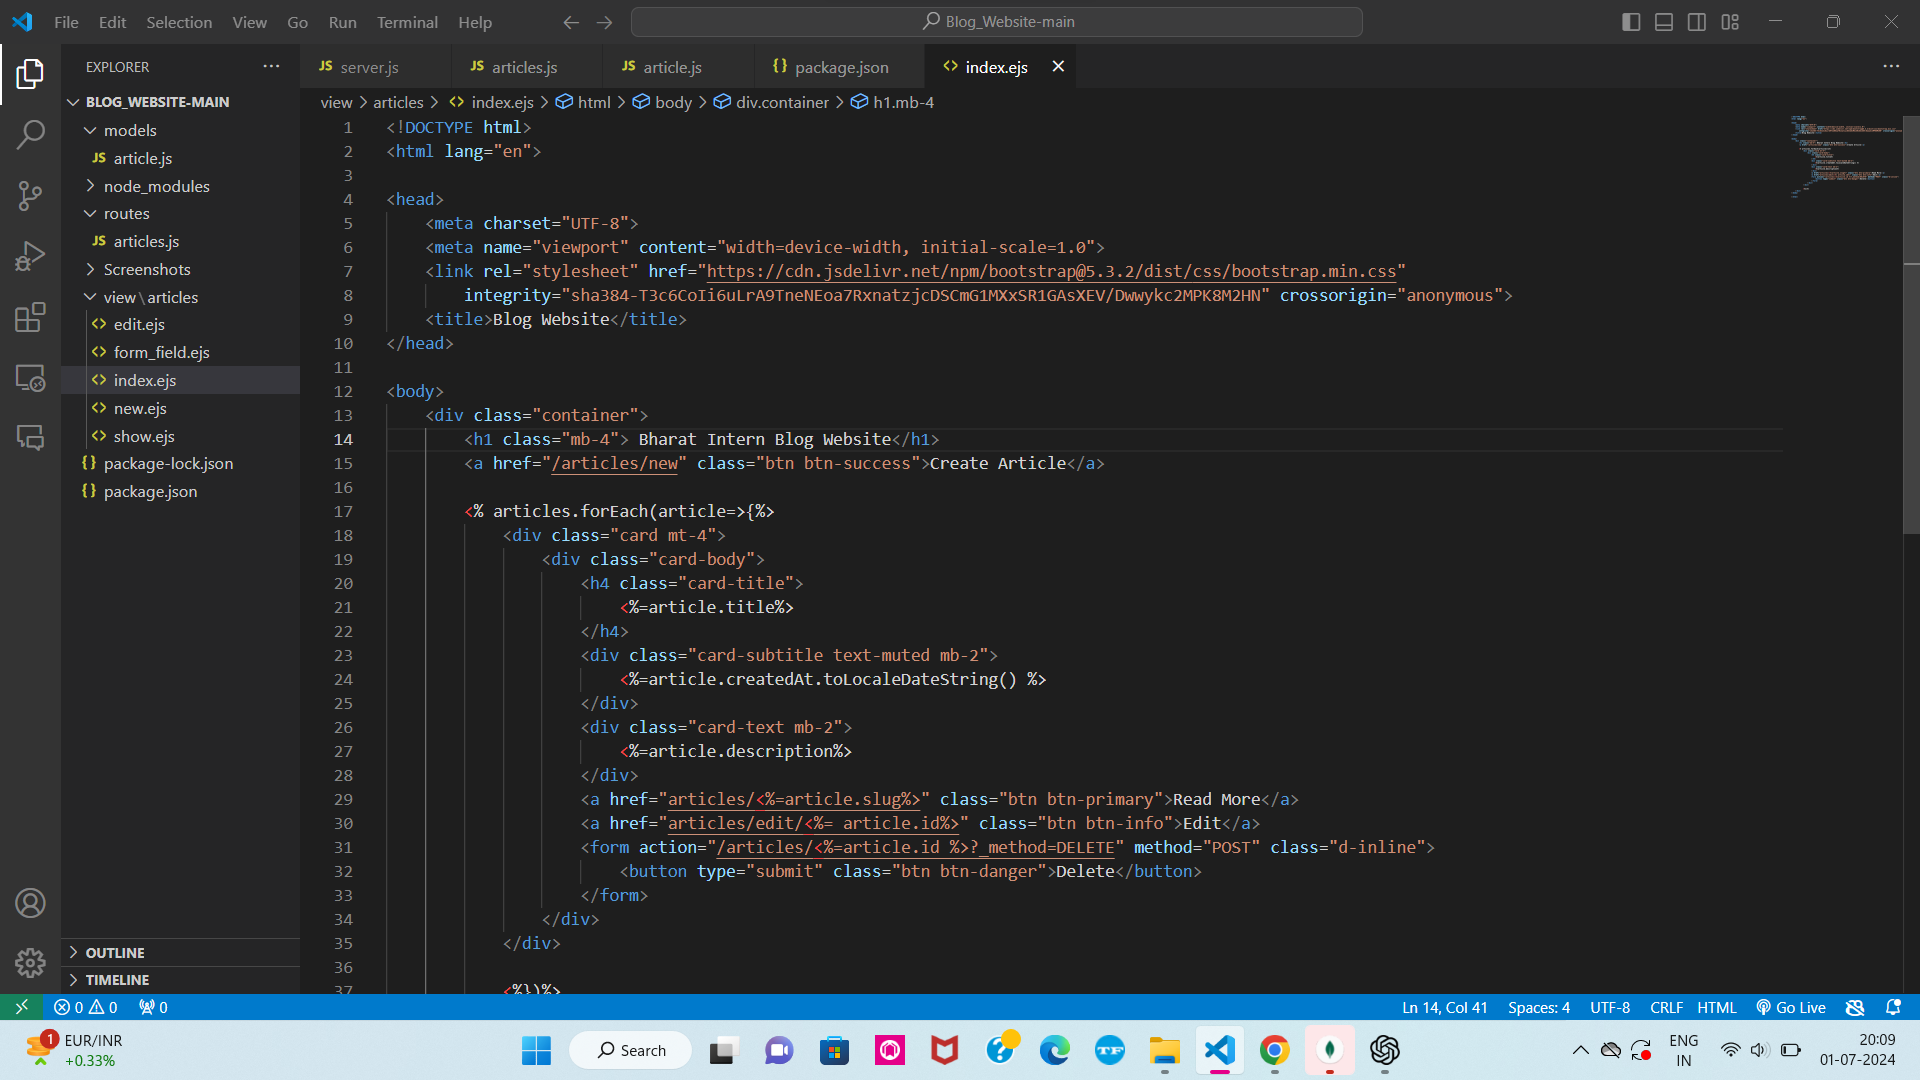 File Edit Selection View Go Run Terminal Help
Blog_Website-main
EXPLORER
BLOG_WEBSITE-MAIN
models
JS article.js
node_modules
routes
JS articles.js
Screenshots
view\articles
edit.ejs
form_field.ejs
index.ejs
new.ejs
show.ejs
package-lock.json
package.json
OUTLINE
TIMELINE
JS server.js JS articles.js JS article.js {} package.json <> index.ejs
view > articles > <> index.ejs > html > body > div.container > h1.mb-4
1 <!DOCTYPE html>
2 <html lang="en">
3
4 <head>
5 <meta charset="UTF-8">
6 <meta name="viewport" content="width=device-width, initial-scale=1.0">
7 <link rel="stylesheet" href="https://cdn.jsdelivr.net/npm/bootstrap@5.3.2/dist/css/bootstrap.min.css"
8 integrity="sha384-T3c6CoIi6uLrA9TneNEoa7RxnatzjcDSCmG1MXxSR1GAsXEV/Dwwykc2MPK8M2HN" crossorigin="anonymous">
9 <title>Blog Website</title>
10 </head>
11
12 <body>
13 <div class="container">
14 <h1 class="mb-4"> Bharat Intern Blog Website</h1>
15 <a href="/articles/new" class="btn btn-success">Create Article</a>
16
17 <% articles.forEach(article=>{%>
18 <div class="card mt-4">
19 <div class="card-body">
20 <h4 class="card-title">
21 <%=article.title%>
22 </h4>
23 <div class="card-subtitle text-muted mb-2">
24 <%=article.createdAt.toLocaleDateString() %>
25 </div>
26 <div class="card-text mb-2">
27 <%=article.description%>
28 </div>
29 <a href="articles/<%=article.slug%>" class="btn btn-primary">Read More</a>
30 <a href="articles/edit/<%= article.id%>" class="btn btn-info">Edit</a>
31 <form action="/articles/<%=article.id %>?_method=DELETE" method="POST" class="d-inline">
32 <button type="submit" class="btn btn-danger">Delete</button>
33 </form>
34 </div>
35 </div>
36
37 <%})%>
0 0 0
Ln 14, Col 41 Spaces: 4 UTF-8 CRLF HTML Go Live
1
EUR/INR
+0.33%
Search
TF
ENG
IN
20:09
01-07-2024